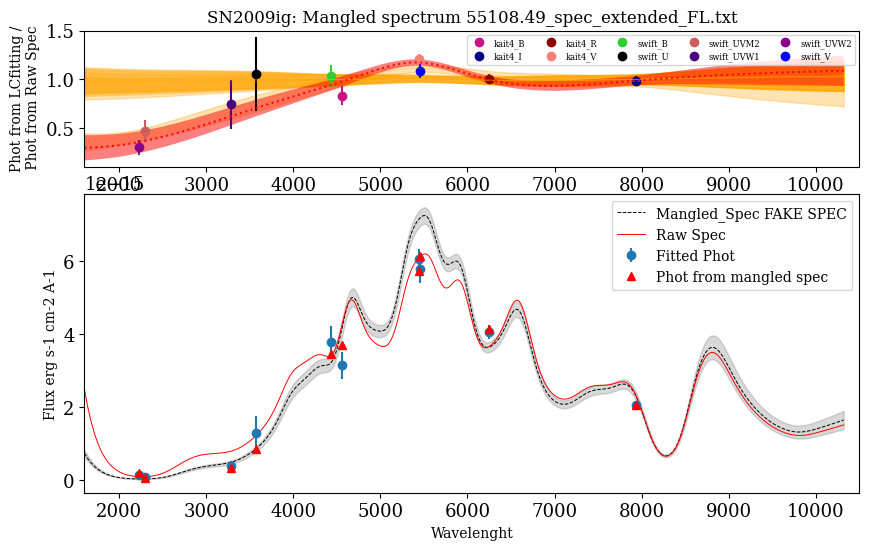 SN2009ig: Mangled spectrum 55108.49_spec_extended_FL.txt
Phot from LCfitting /
Phot from Raw Spec
1.5
1.0
0.5
kait4_B kait4_R swift_B swift_UVM2 swift_UVW2
kait4_I kait4_V swift_U swift_UVW1 swift_V
2000 3000 4000 5000 6000 7000 8000 9000 10000
1e−15
Flux erg s-1 cm-2 A-1
6
4
2
0
Mangled_Spec FAKE SPEC
Raw Spec
Fitted Phot
Phot from mangled spec
2000 3000 4000 5000 6000 7000 8000 9000 10000
Wavelenght